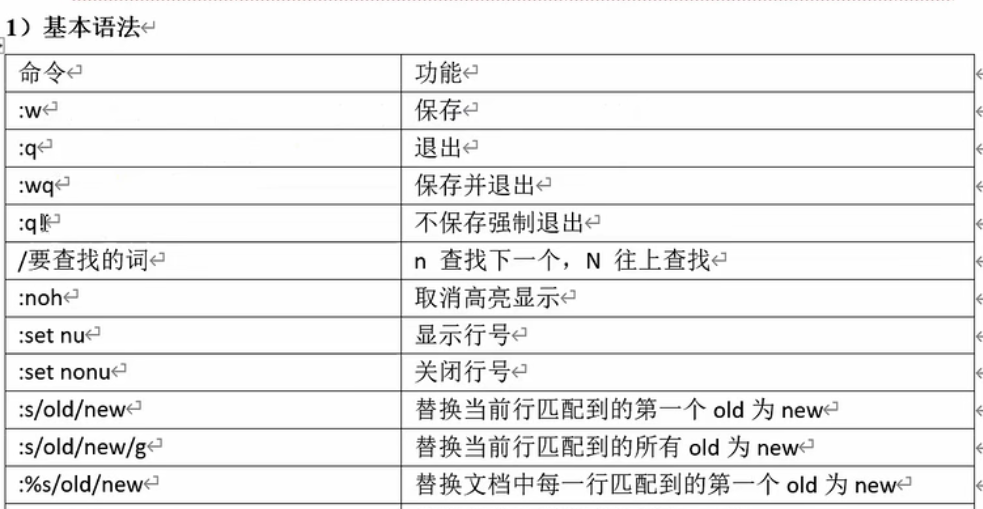 1）基本语法
命令 功能
:w 保存
:q 退出
:wq 保存并退出
:q! 不保存强制退出
/要查找的词 n 查找下一个，N 往上查找
:noh 取消高亮显示
:set nu 显示行号
:set nonu 关闭行号
:s/old/new 替换当前行匹配到的第一个 old 为 new
:s/old/new/g 替换当前行匹配到的所有 old 为 new
:%s/old/new 替换文档中每一行匹配到的第一个 old 为 new